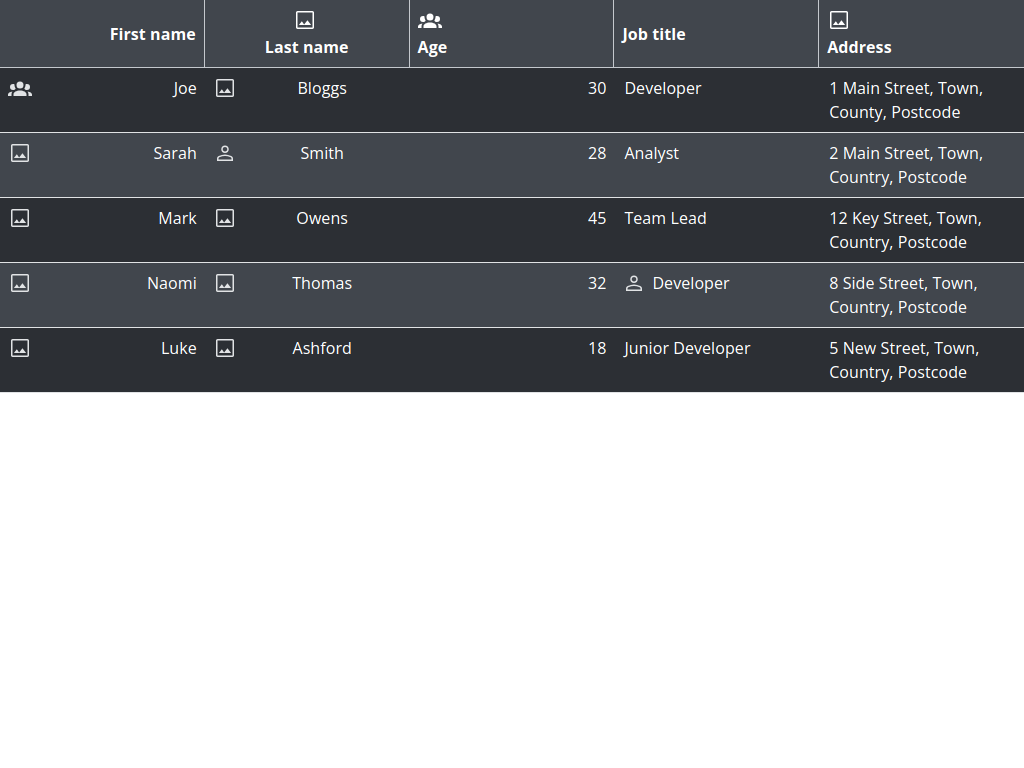 First name Last name Age Job title Address
Joe Bloggs 30 Developer 1 Main Street, Town,
County, Postcode
Sarah Smith 28 Analyst 2 Main Street, Town,
Country, Postcode
Mark Owens 45 Team Lead 12 Key Street, Town,
Country, Postcode
Naomi Thomas 32 Developer 8 Side Street, Town,
Country, Postcode
Luke Ashford 18 Junior Developer 5 New Street, Town,
Country, Postcode